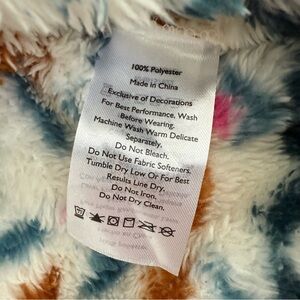 100% Polyester
Made in China
Exclusive of Decorations
For Best Performance, Wash
Before Wearing.
Machine Wash Warm Delicate
Separately.
Do Not Bleach.
Do Not Use Fabric Softeners.
Tumble Dry Low Or For Best
Results Line Dry.
Do Not Iron.
Do Not Dry Clean.